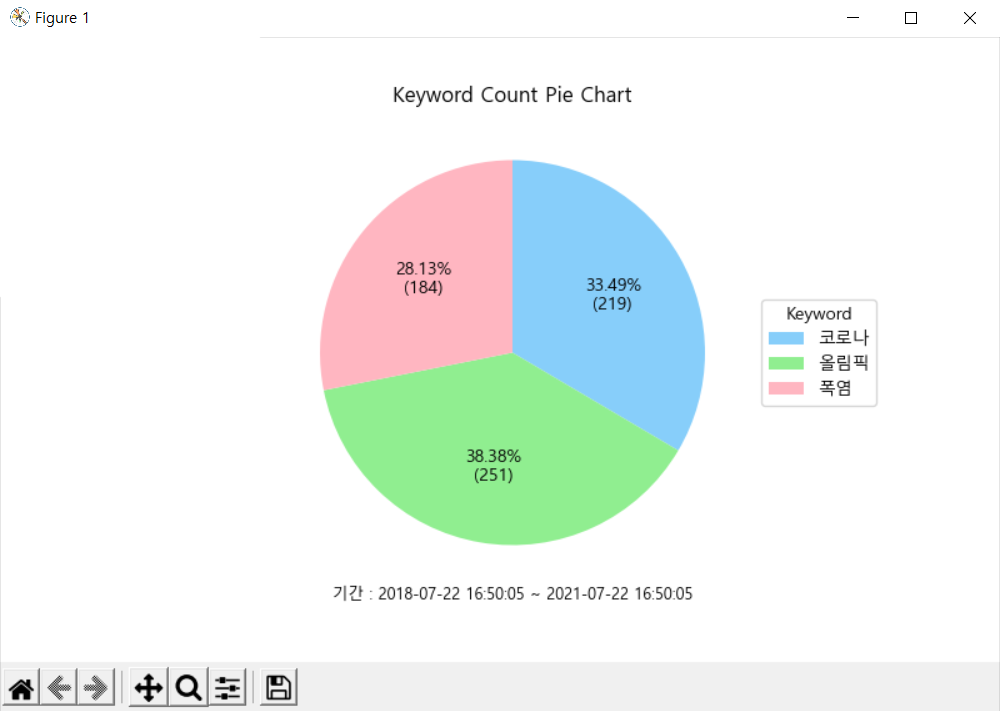 Figure 1
Keyword Count Pie Chart
28.13%
(184)
33.49%
(219)
38.38%
(251)
Keyword
코로나
올림픽
폭염
기간 : 2018-07-22 16:50:05 ~ 2021-07-22 16:50:05